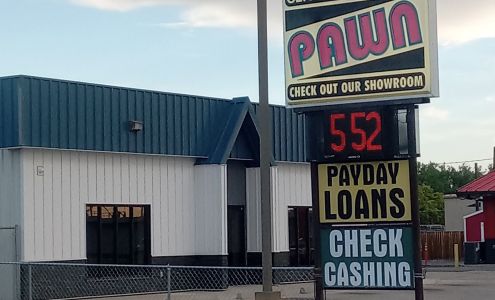 PAWN
CHECK OUT OUR SHOWROOM
552
PAYDAY
LOANS
CHECK
CASHING